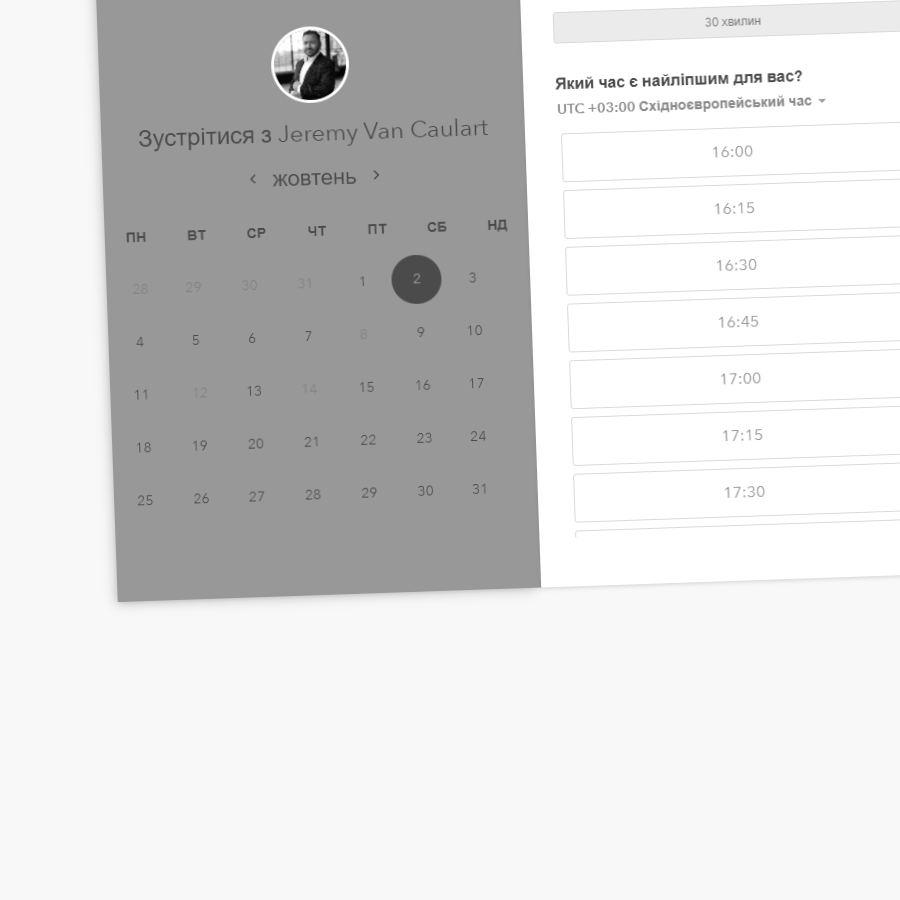 Зустрітися з Jeremy Van Caulart
жовтень
ПН ВТ СР ЧТ ПТ СБ НД
28 29 30 31 1 2 3
4 5 6 7 8 9 10
11 12 13 14 15 16 17
18 19 20 21 22 23 24
25 26 27 28 29 30 31
30 хвилин
Який час є найліпшим для вас?
UTC +03:00 Східноєвропейський час
16:00
16:15
16:30
16:45
17:00
17:15
17:30